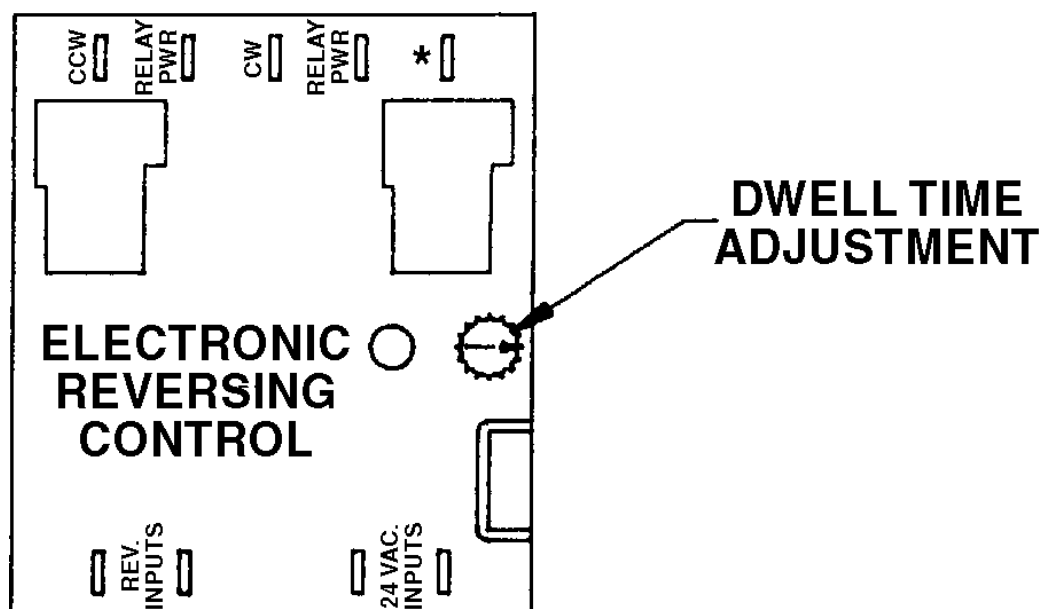 CCW
RELAY
PWR
CW
RELAY
PWR
*
DWELL TIME
ADJUSTMENT
ELECTRONIC
REVERSING
CONTROL
REV.
INPUTS
24 VAC.
INPUTS